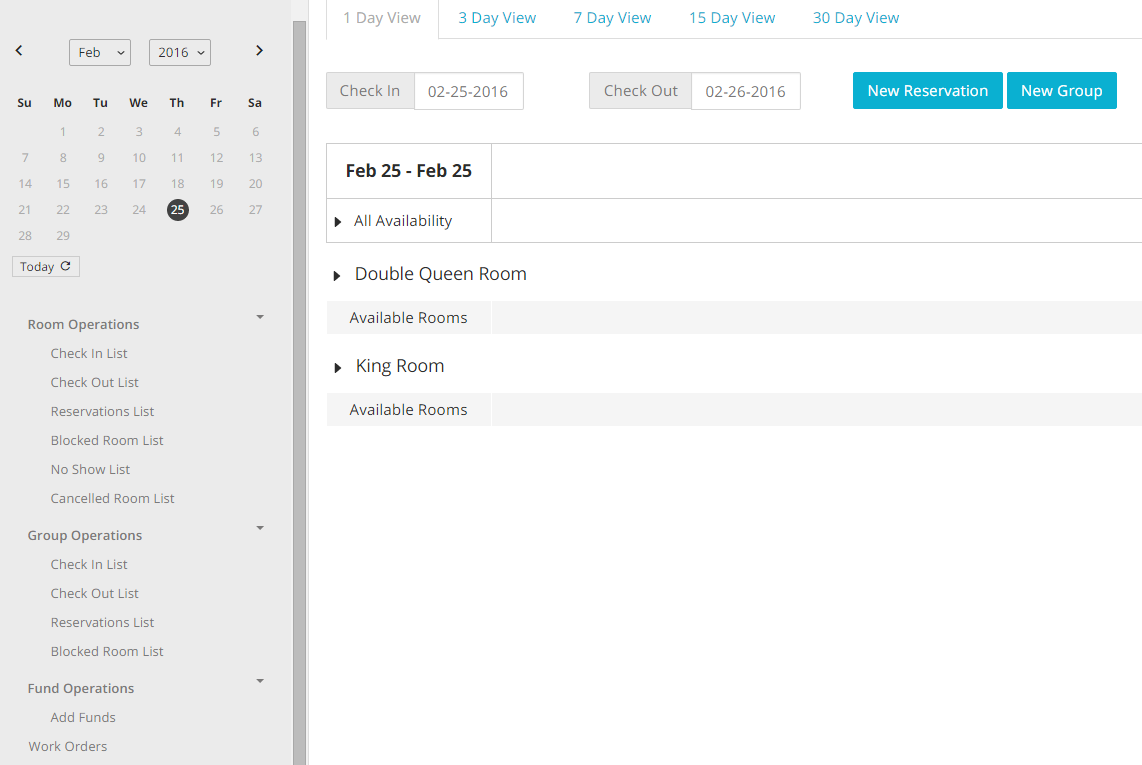 Feb 2016
Su Mo Tu We Th Fr Sa
1 2 3 4 5 6
7 8 9 10 11 12 13
14 15 16 17 18 19 20
21 22 23 24 25 26 27
28 29
Today
Room Operations
Check In List
Check Out List
Reservations List
Blocked Room List
No Show List
Cancelled Room List
Group Operations
Check In List
Check Out List
Reservations List
Blocked Room List
Fund Operations
Add Funds
Work Orders
1 Day View 3 Day View 7 Day View 15 Day View 30 Day View
Check In 02-25-2016 Check Out 02-26-2016 New Reservation New Group
Feb 25 - Feb 25
All Availability
Double Queen Room
Available Rooms
King Room
Available Rooms